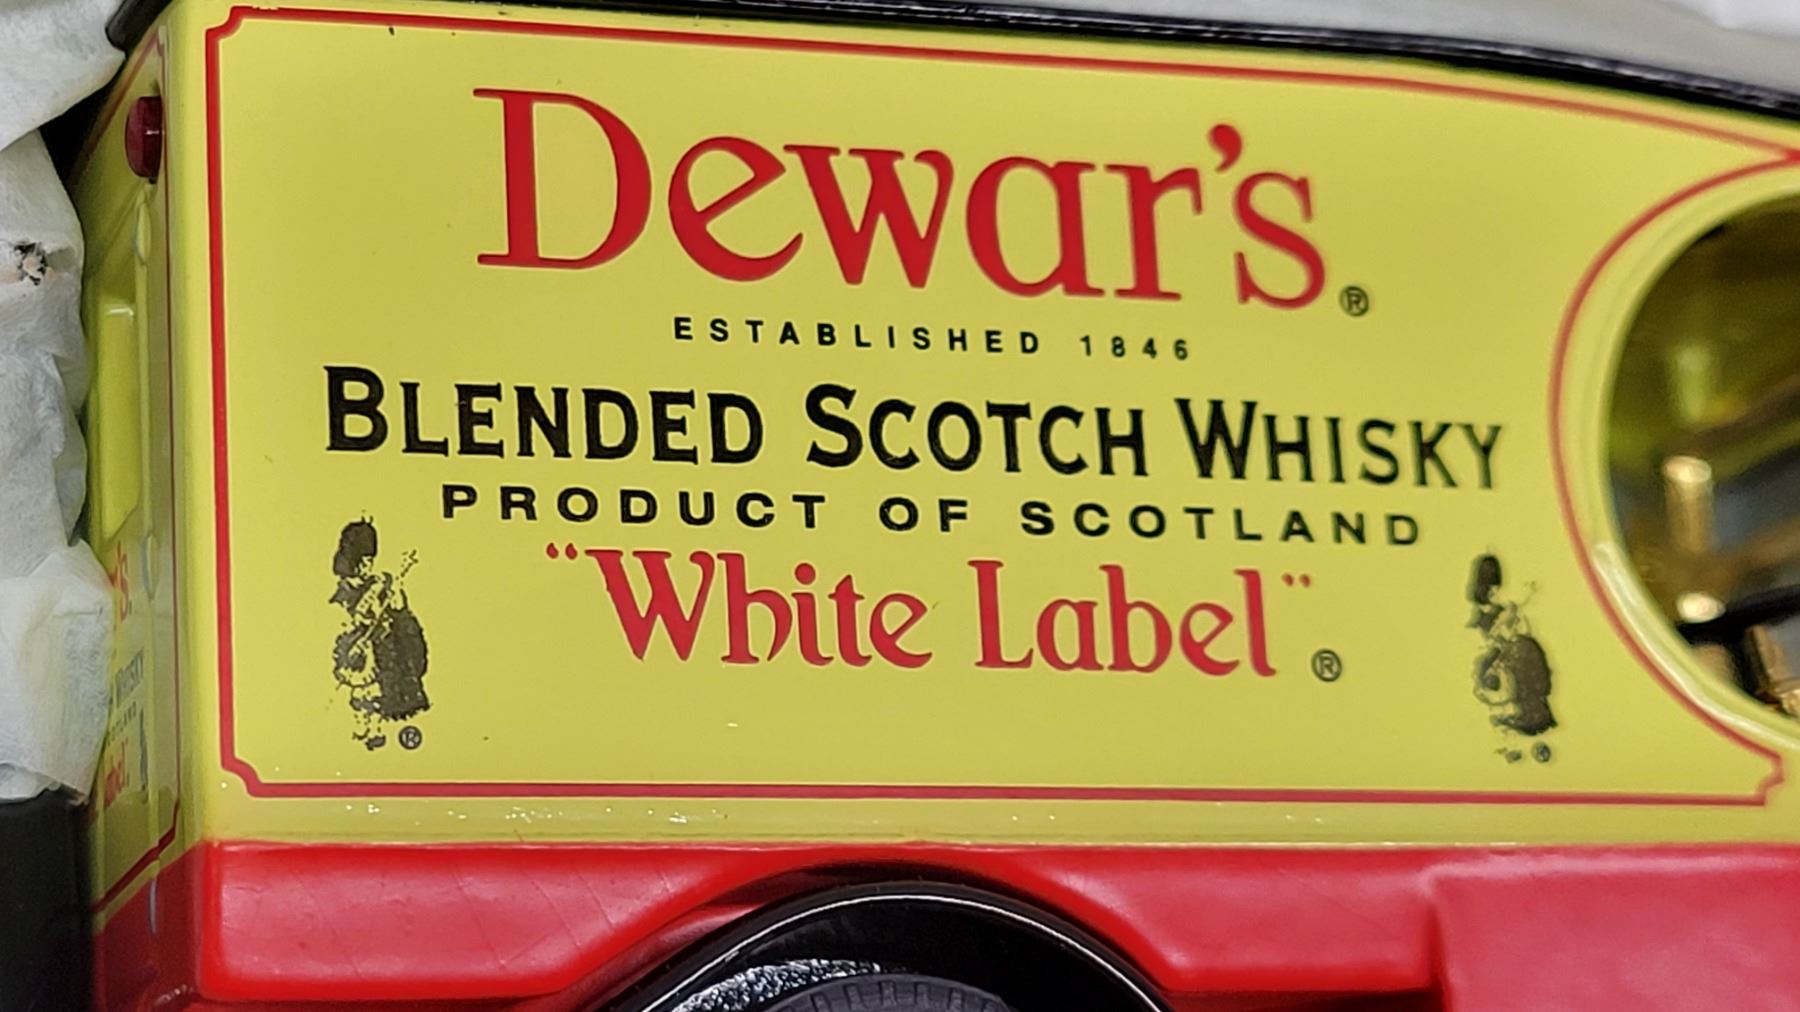 Dewar's®
ESTABLISHED 1846
BLENDED SCOTCH WHISKY
PRODUCT OF SCOTLAND
"White Label"®
®
®